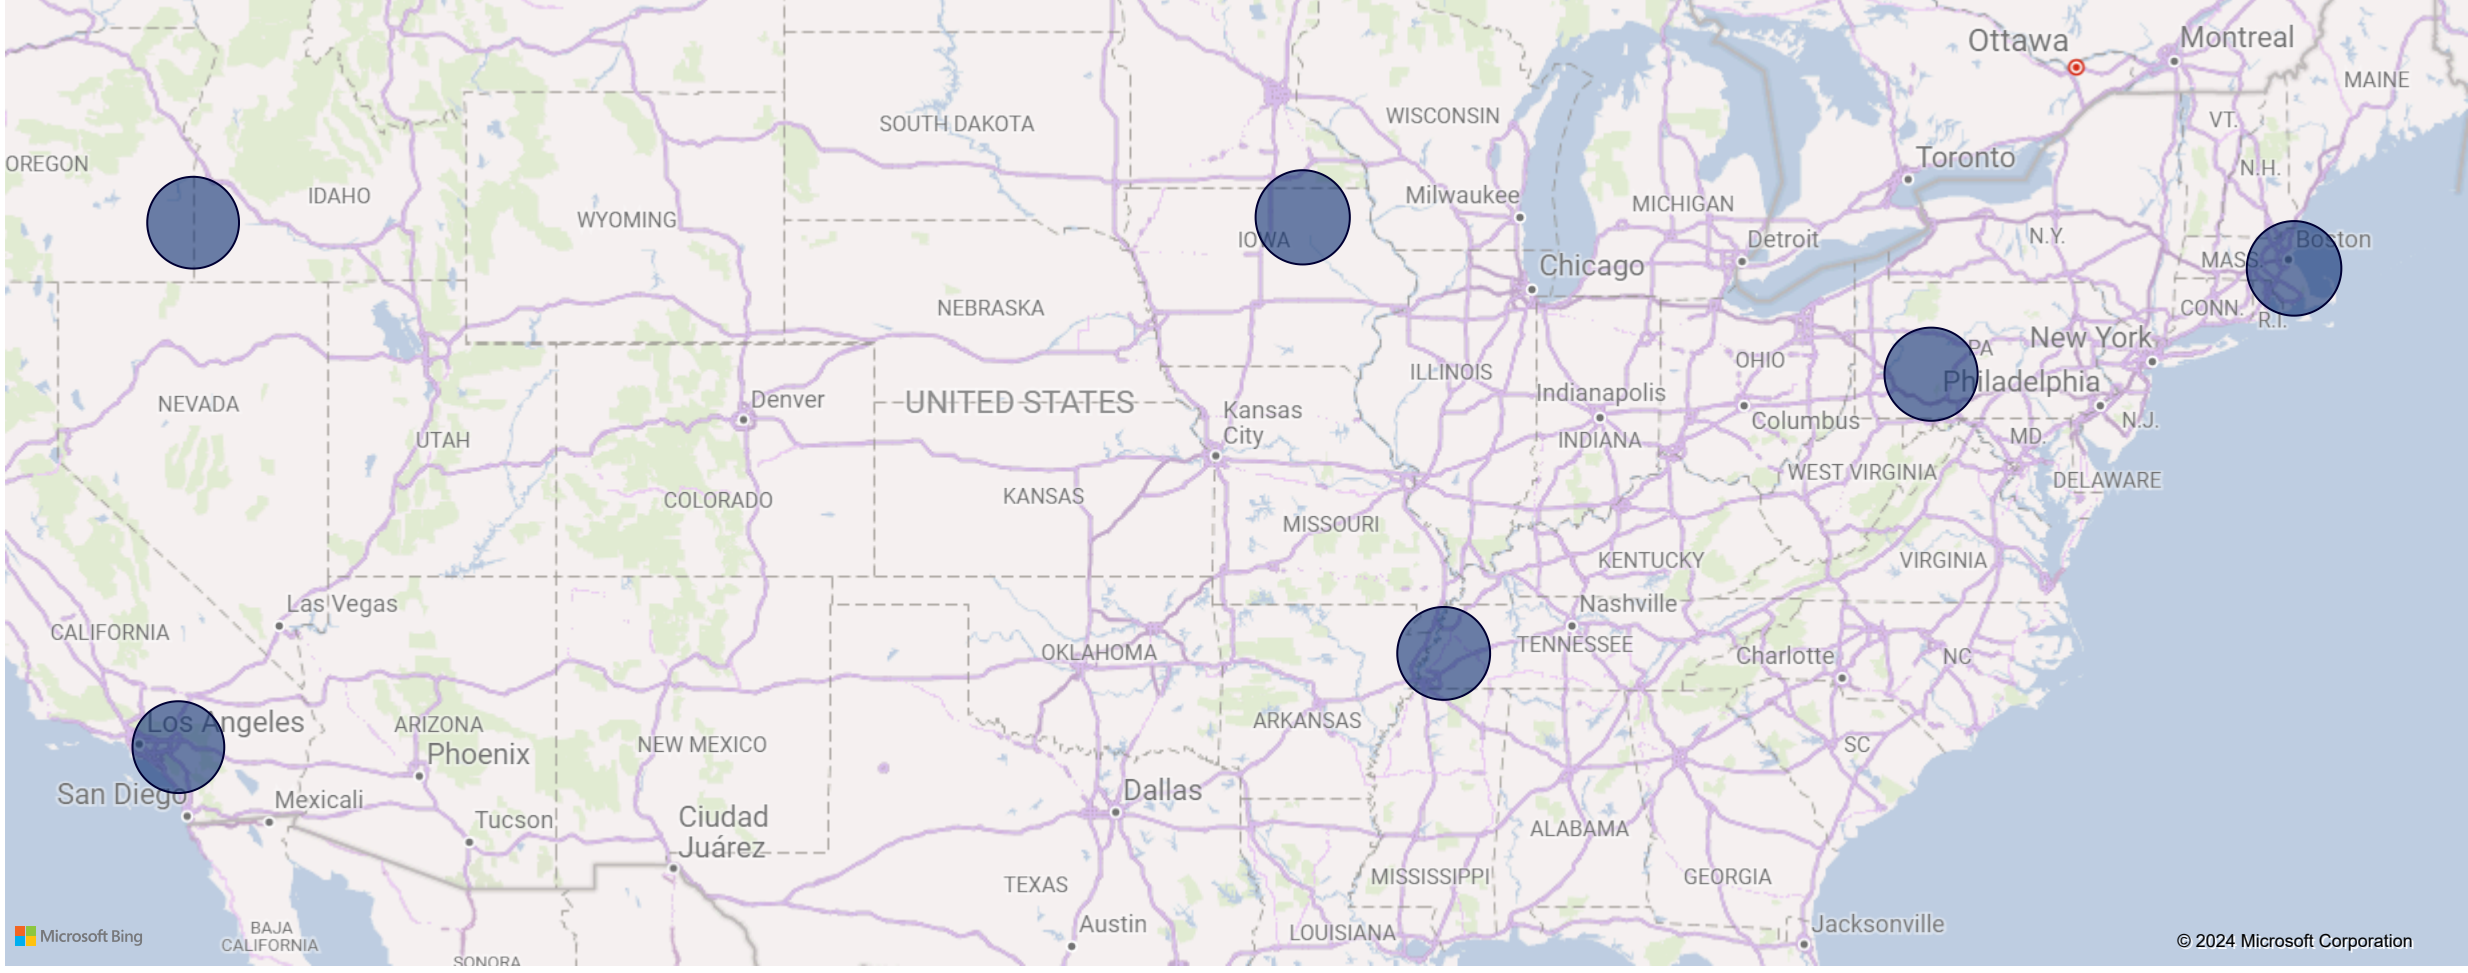 Ottawa
Montreal
MAINE
WISCONSIN
SOUTH DAKOTA
VT.
OREGON
Toronto
N.H.
IDAHO
Milwaukee
MICHIGAN
WYOMING
N.Y.
Detroit
IOWA
Boston
MASS.
Chicago
NEBRASKA
CONN.
R.I.
New York
PA
OHIO
ILLINOIS
Philadelphia
Indianapolis
Denver
UNITED STATES
NEVADA
Kansas
City
Columbus
N.J.
UTAH
INDIANA
MD.
WEST VIRGINIA
DELAWARE
COLORADO
KANSAS
MISSOURI
KENTUCKY
VIRGINIA
Las Vegas
Nashville
CALIFORNIA
TENNESSEE
OKLAHOMA
Charlotte
NC
Los Angeles
ARIZONA
ARKANSAS
NEW MEXICO
SC
Phoenix
San Diego
Mexicali
Dallas
Tucson
Ciudad
Juárez
ALABAMA
TEXAS
MISSISSIPPI
GEORGIA
Austin
Jacksonville
LOUISIANA
BAJA
CALIFORNIA
SONORA
Microsoft Bing
© 2024 Microsoft Corporation